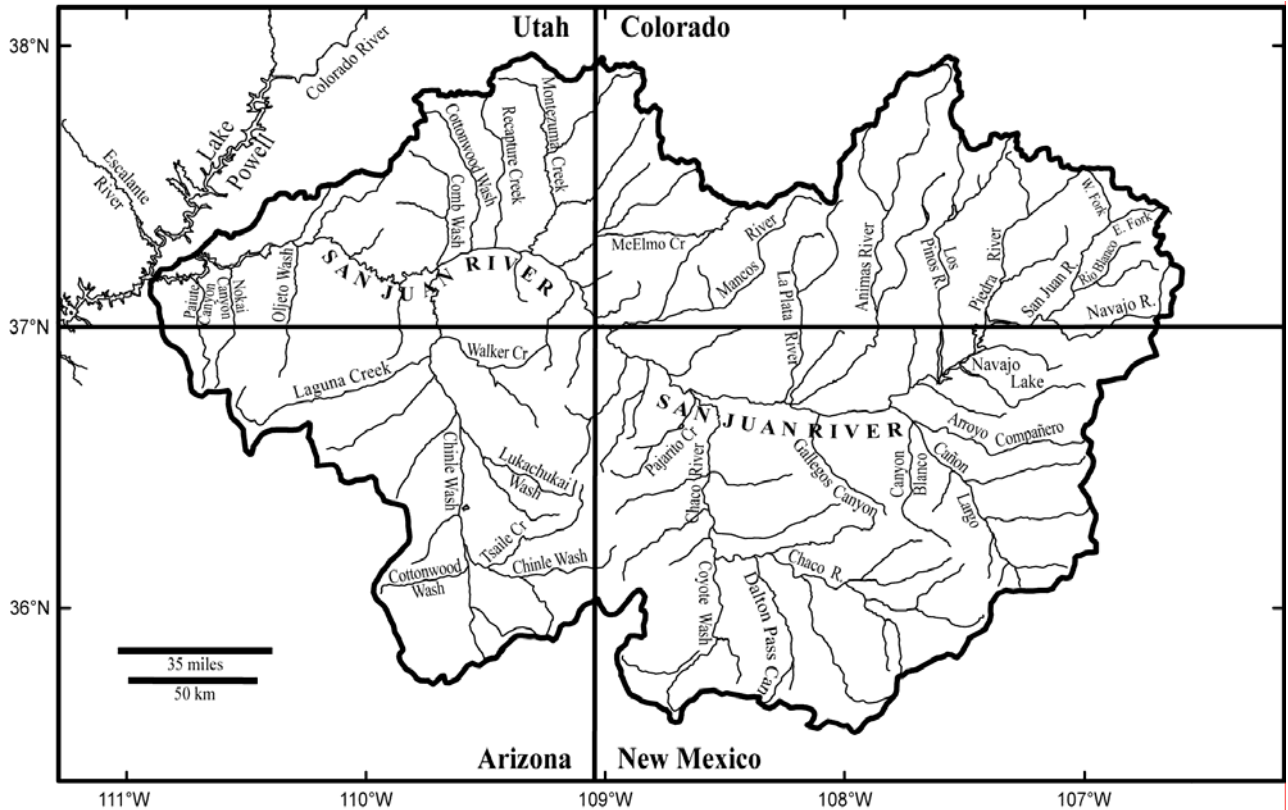 Utah
Colorado
38°N
Colorado River
Lake
Powell
Escalante
River
Cottonwood Wash
Recapture Creek
Montezuma Creek
Comb Wash
McElmo Cr
Mancos
River
La Plata
River
Animas River
Los
Pinos R.
Piedra
River
W. Fork
E. Fork
Rio Blanco
San Juan R.
Navajo R.
SAN JUAN RIVER
Oljeto Wash
Nokai
Canyon
Paiute
Canyon
37°N
Walker Cr
Laguna Creek
Navajo
Lake
SAN JUAN RIVER
Arroyo
Compañero
Pajarito Cr
Chaco River
Gallegos Canyon
Canyon
Blanco
Cañon
Largo
Chinle Wash
Lukachukai
Wash
Tsaile Cr
Chinle Wash
Cottonwood
Wash
Chaco R.
Coyote Wash
Dalton Pass Can
36°N
35 miles
50 km
Arizona
New Mexico
111°W
110°W
109°W
108°W
107°W